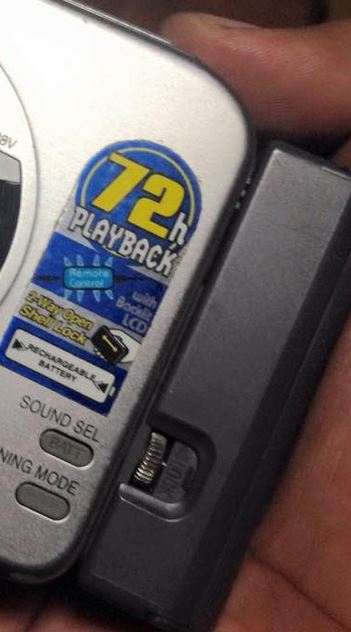 72h
PLAYBACK
Remote
Control
with
Backlit
LCD
2-Way Open
Shell Lock
RECHARGEABLE
BATTERY
SOUND SEL
BATT
NING MODE